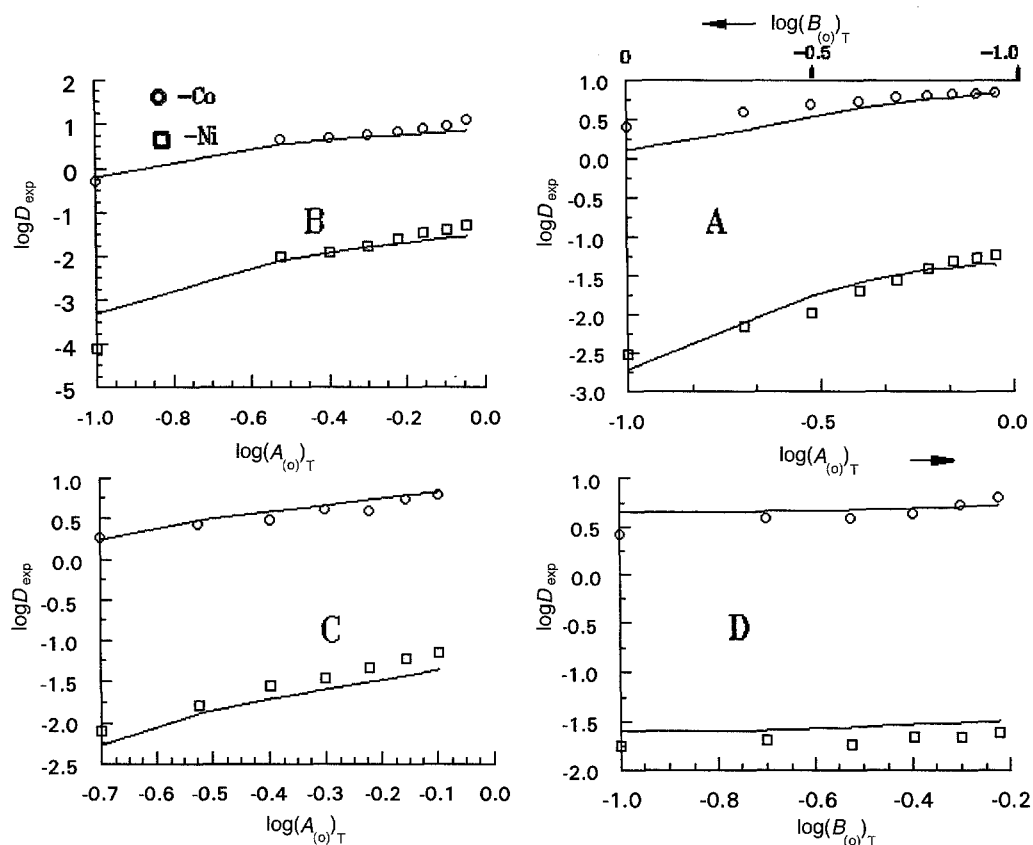 log(B(o))T
0 -0.5 -1.0
2
1
0
-1
-2
-3
-4
-5
-Co
-Ni
B
logDexp
-1.0 -0.8 -0.6 -0.4 -0.2 0.0
log(A(o))T
1.0
0.5
0.0
-0.5
-1.0
-1.5
-2.0
-2.5
-3.0
A
logDexp
-1.0 -0.5 0.0
log(A(o))T
1.0
0.5
0.0
-0.5
-1.0
-1.5
-2.0
-2.5
C
logDexp
-0.7 -0.6 -0.5 -0.4 -0.3 -0.2 -0.1 0.0
log(A(o))T
1.0
0.5
0.0
-0.5
-1.0
-1.5
-2.0
D
logDexp
-1.0 -0.8 -0.6 -0.4 -0.2
log(B(o))T